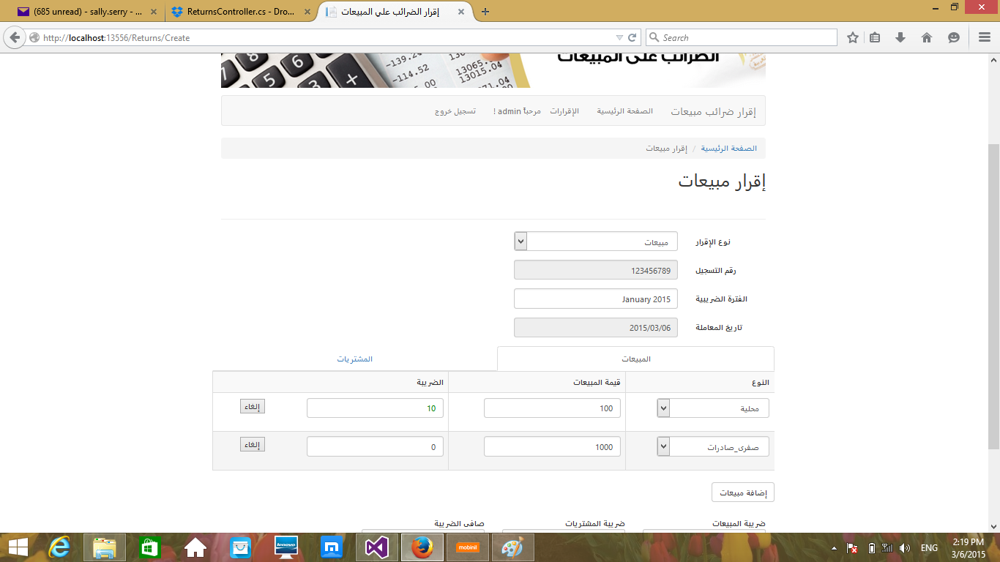 (685 unread) - sally.serry - ...
ReturnsController.cs - Dro...
إقرار الضرائب علي المبيعات
http://localhost:13556/Returns/Create
Search
الضرائب على المبيعات
-139.24
-114.52
13065.
13015.04
إقرار ضرائب مبيعات
الصفحة الرئيسية
الإقرارات
مرحباً admin !
تسجيل خروج
الصفحة الرئيسية / إقرار مبيعات
إقرار مبيعات
نوع الإقرار مبيعات
رقم التسجيل 123456789
الفترة الضريبية January 2015
تاريخ المعاملة 2015/03/06
المبيعات المشتريات
النوع قيمة المبيعات الضريبة
محلية 100 10 إلغاء
صفرى_صادرات 1000 0 إلغاء
إضافة مبيعات
ضريبة المبيعات ضريبة المشتريات صافى الضريبة
lenovo
mobinil
ENG
2:19 PM
3/6/2015